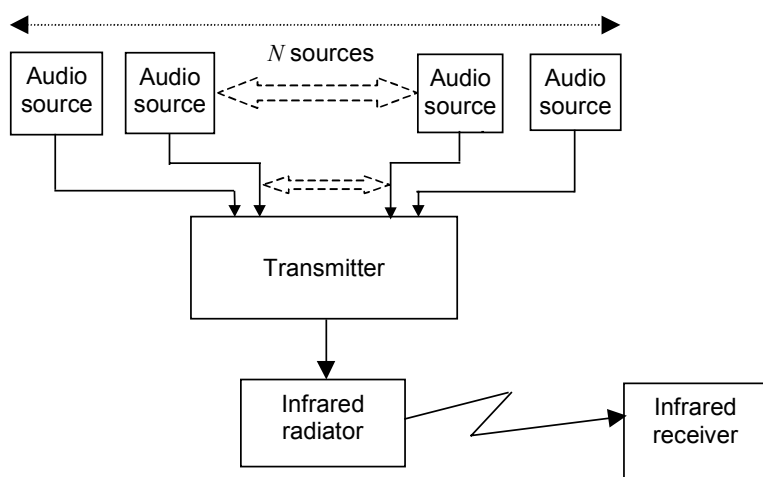 N sources
Audio
source
Audio
source
Audio
source
Audio
source
Transmitter
Infrared
radiator
Infrared
receiver